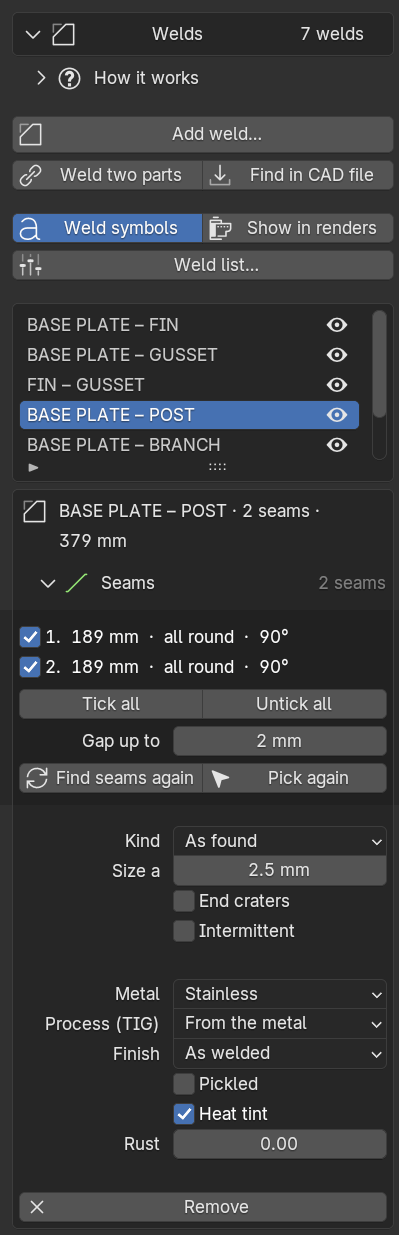 Welds 7 welds
How it works
Add weld...
Weld two parts Find in CAD file
a Weld symbols Show in renders
Weld list...
BASE PLATE – FIN
BASE PLATE – GUSSET
FIN – GUSSET
BASE PLATE – POST
BASE PLATE – BRANCH
BASE PLATE – POST · 2 seams ·
379 mm
Seams 2 seams
1. 189 mm · all round · 90°
2. 189 mm · all round · 90°
Tick all Untick all
Gap up to 2 mm
Find seams again Pick again
Kind As found
Size a 2.5 mm
End craters
Intermittent
Metal Stainless
Process (TIG) From the metal
Finish As welded
Pickled
Heat tint
Rust 0.00
Remove